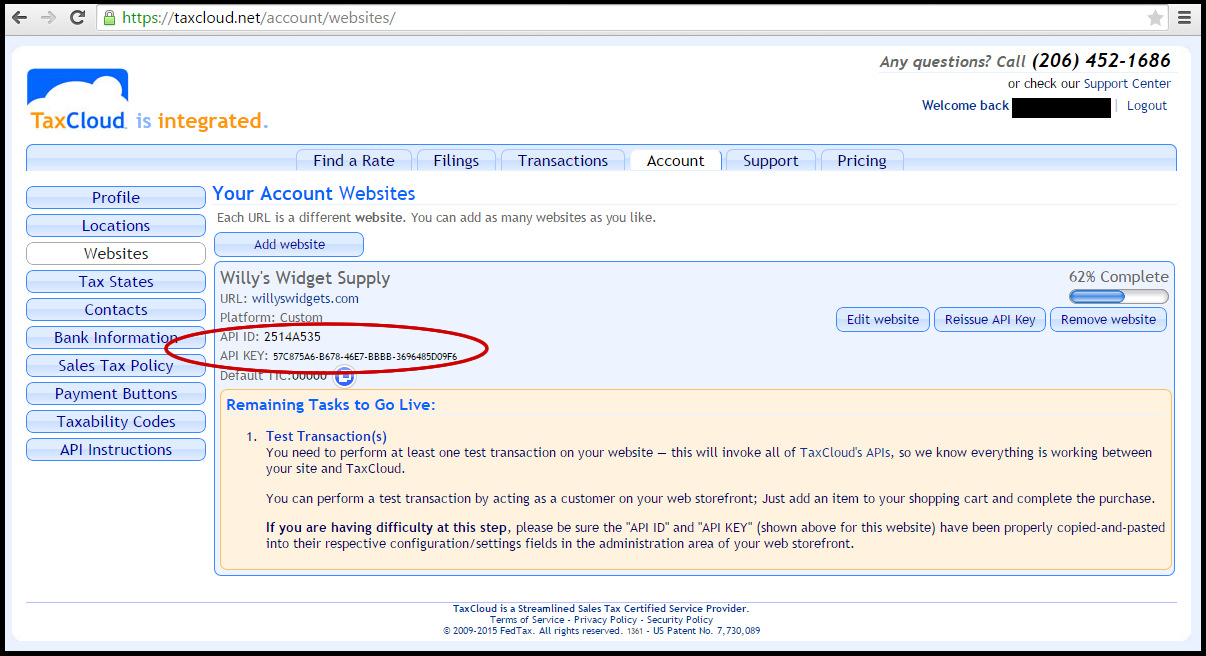 https://taxcloud.net/account/websites/
Any questions? Call (206) 452-1686
or check our Support Center
Welcome back | Logout
TaxCloud is integrated.
Find a Rate Filings Transactions Account Support Pricing
Profile
Locations
Websites
Tax States
Contacts
Bank Information
Sales Tax Policy
Payment Buttons
Taxability Codes
API Instructions
Your Account Websites
Each URL is a different website. You can add as many websites as you like.
Add website
Willy's Widget Supply
62% Complete
URL: willyswidgets.com
Platform: Custom
Edit website Reissue API Key Remove website
API ID: 2514A535
API KEY: 57C875A6-B678-46E7-BBBB-3696485D09F6
Default TIC:00000
Remaining Tasks to Go Live:
1. Test Transaction(s)
You need to perform at least one test transaction on your website — this will invoke all of TaxCloud's APIs, so we know everything is working between
your site and TaxCloud.
You can perform a test transaction by acting as a customer on your web storefront; Just add an item to your shopping cart and complete the purchase.
If you are having difficulty at this step, please be sure the "API ID" and "API KEY" (shown above for this website) have been properly copied-and-pasted
into their respective configuration/settings fields in the administration area of your web storefront.
TaxCloud is a Streamlined Sales Tax Certified Service Provider.
Terms of Service - Privacy Policy - Security Policy
© 2009-2015 FedTax. All rights reserved. 1361 - US Patent No. 7,730,089